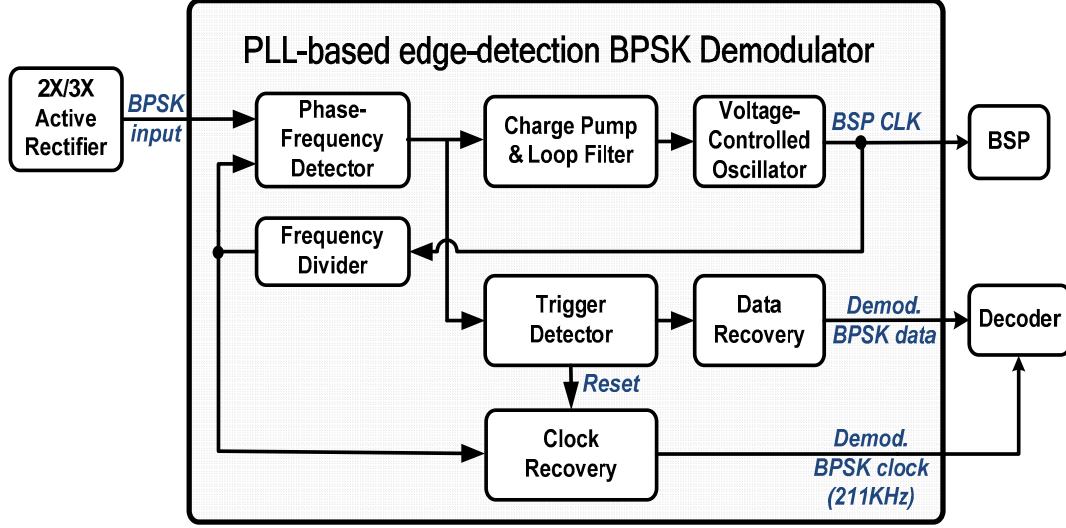 PLL-based edge-detection BPSK Demodulator
2X/3X
Active
Rectifier
BPSK
input
Phase-
Frequency
Detector
Charge Pump
& Loop Filter
Voltage-
Controlled
Oscillator
BSP CLK
BSP
Frequency
Divider
Trigger
Detector
Data
Recovery
Demod.
BPSK data
Decoder
Reset
Clock
Recovery
Demod.
BPSK clock
(211KHz)